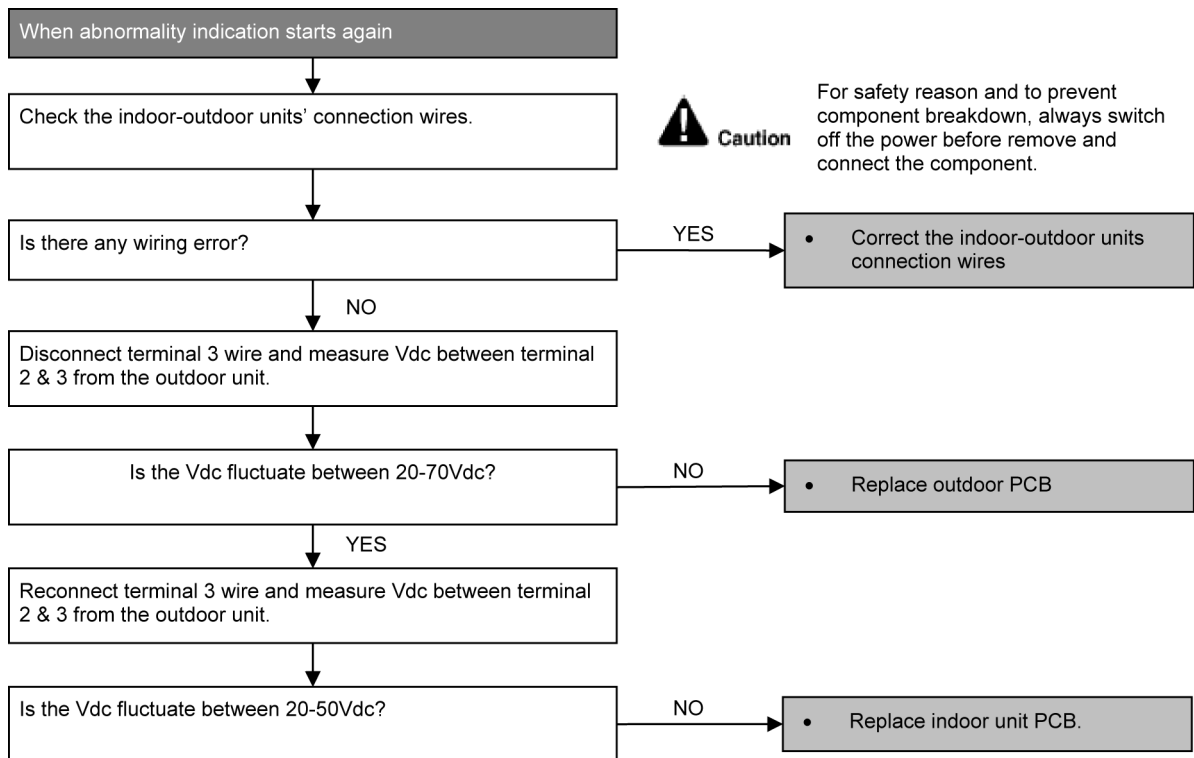 When abnormality indication starts again
Check the indoor-outdoor units' connection wires.
Caution
For safety reason and to prevent
component breakdown, always switch
off the power before remove and
connect the component.
Is there any wiring error?
YES
• Correct the indoor-outdoor units
connection wires
NO
Disconnect terminal 3 wire and measure Vdc between terminal
2 & 3 from the outdoor unit.
Is the Vdc fluctuate between 20-70Vdc?
NO
• Replace outdoor PCB
YES
Reconnect terminal 3 wire and measure Vdc between terminal
2 & 3 from the outdoor unit.
Is the Vdc fluctuate between 20-50Vdc?
NO
• Replace indoor unit PCB.